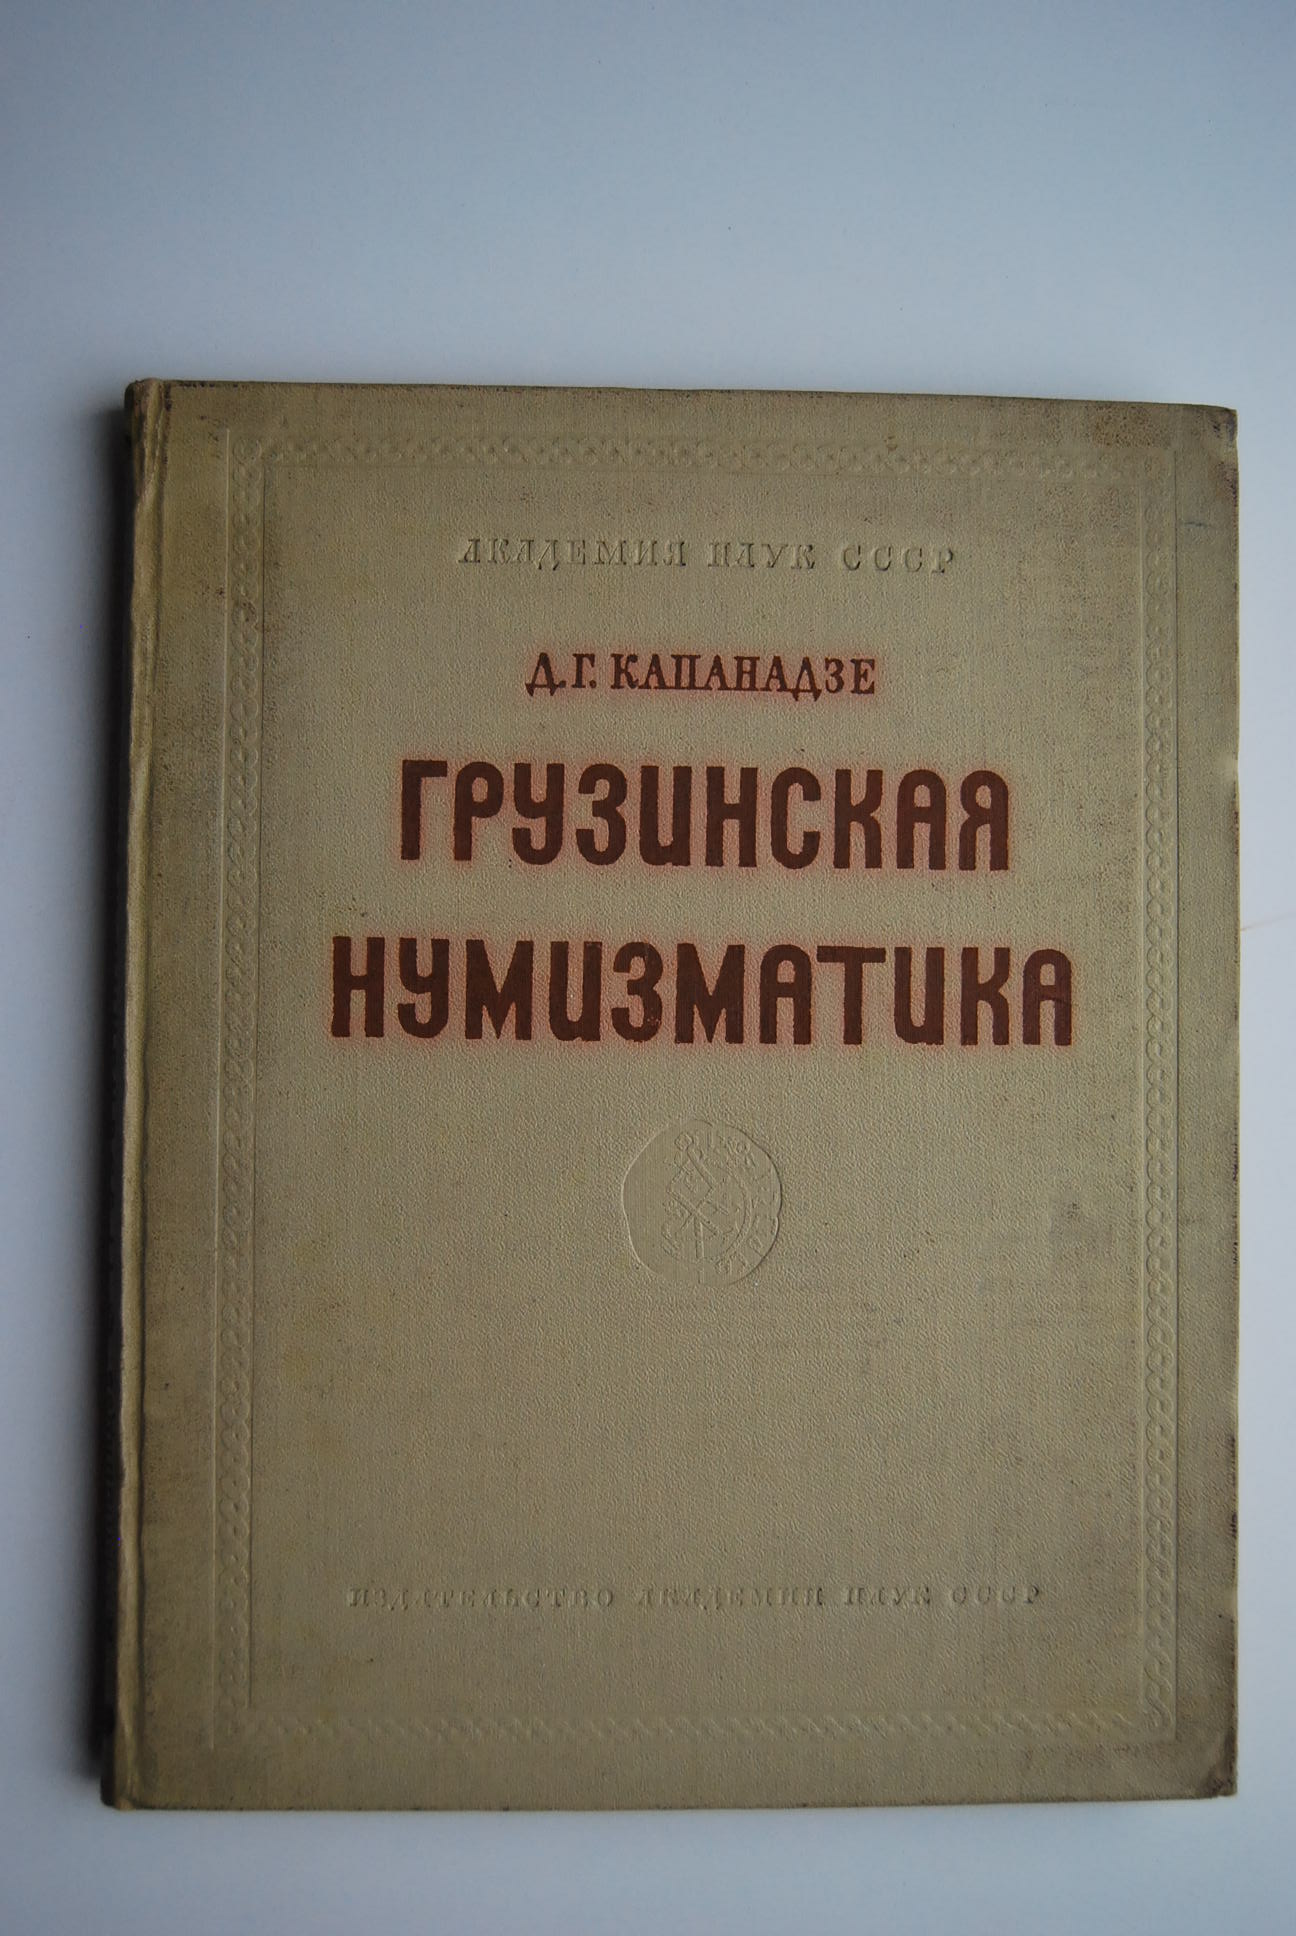 АКАДЕМИЯ НАУК СССР
Д.Г. КАПАНАДЗЕ
ГРУЗИНСКАЯ
НУМИЗМАТИКА
ИЗДАТЕЛЬСТВО АКАДЕМИИ НАУК СССР